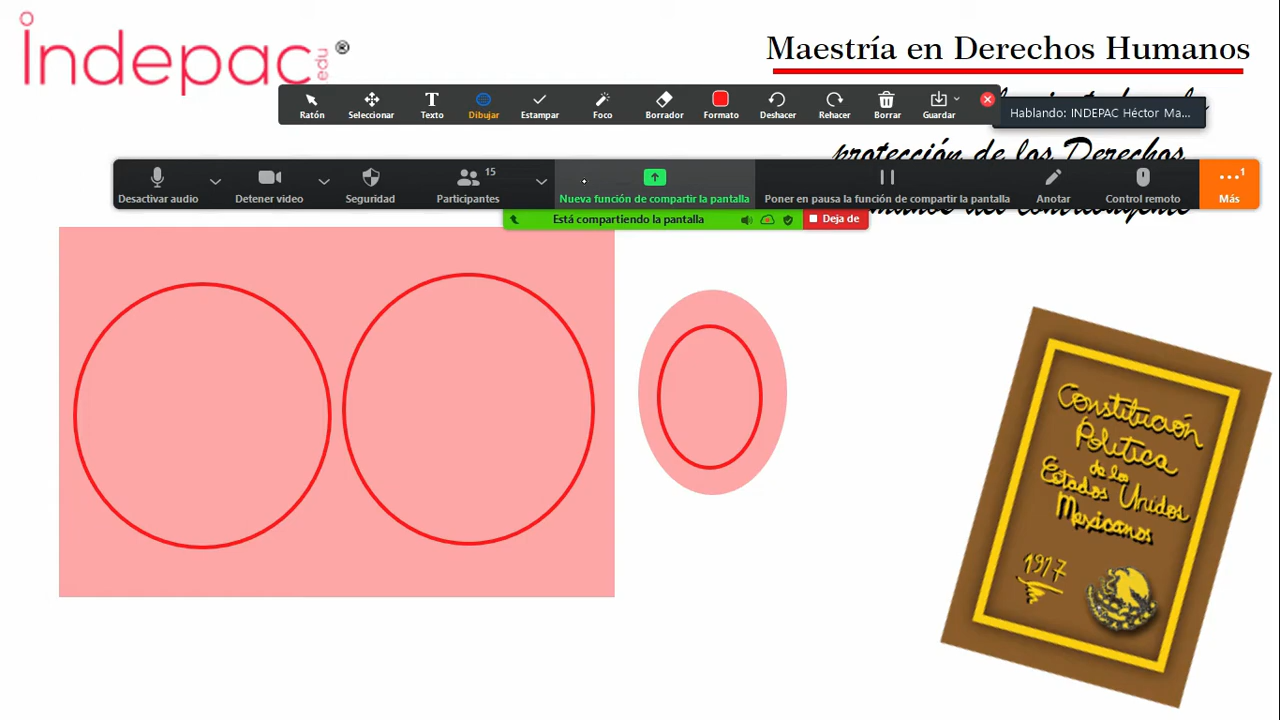 Indepac
edu
®
Maestría en Derechos Humanos
Ratón
Seleccionar
Texto
Dibujar
Estampar
Foco
Borrador
Formato
Deshacer
Rehacer
Borrar
Guardar
Hablando: INDEPAC Héctor Ma...
protección de los Derechos
Desactivar audio
Detener video
Seguridad
15
Participantes
Nueva función de compartir la pantalla
Poner en pausa la función de compartir la pantalla
Anotar
Control remoto
1
Más
Está compartiendo la pantalla
Deja de
del contribuyente
Constitución
Política
de los
Estados Unidos
Mexicanos
1917